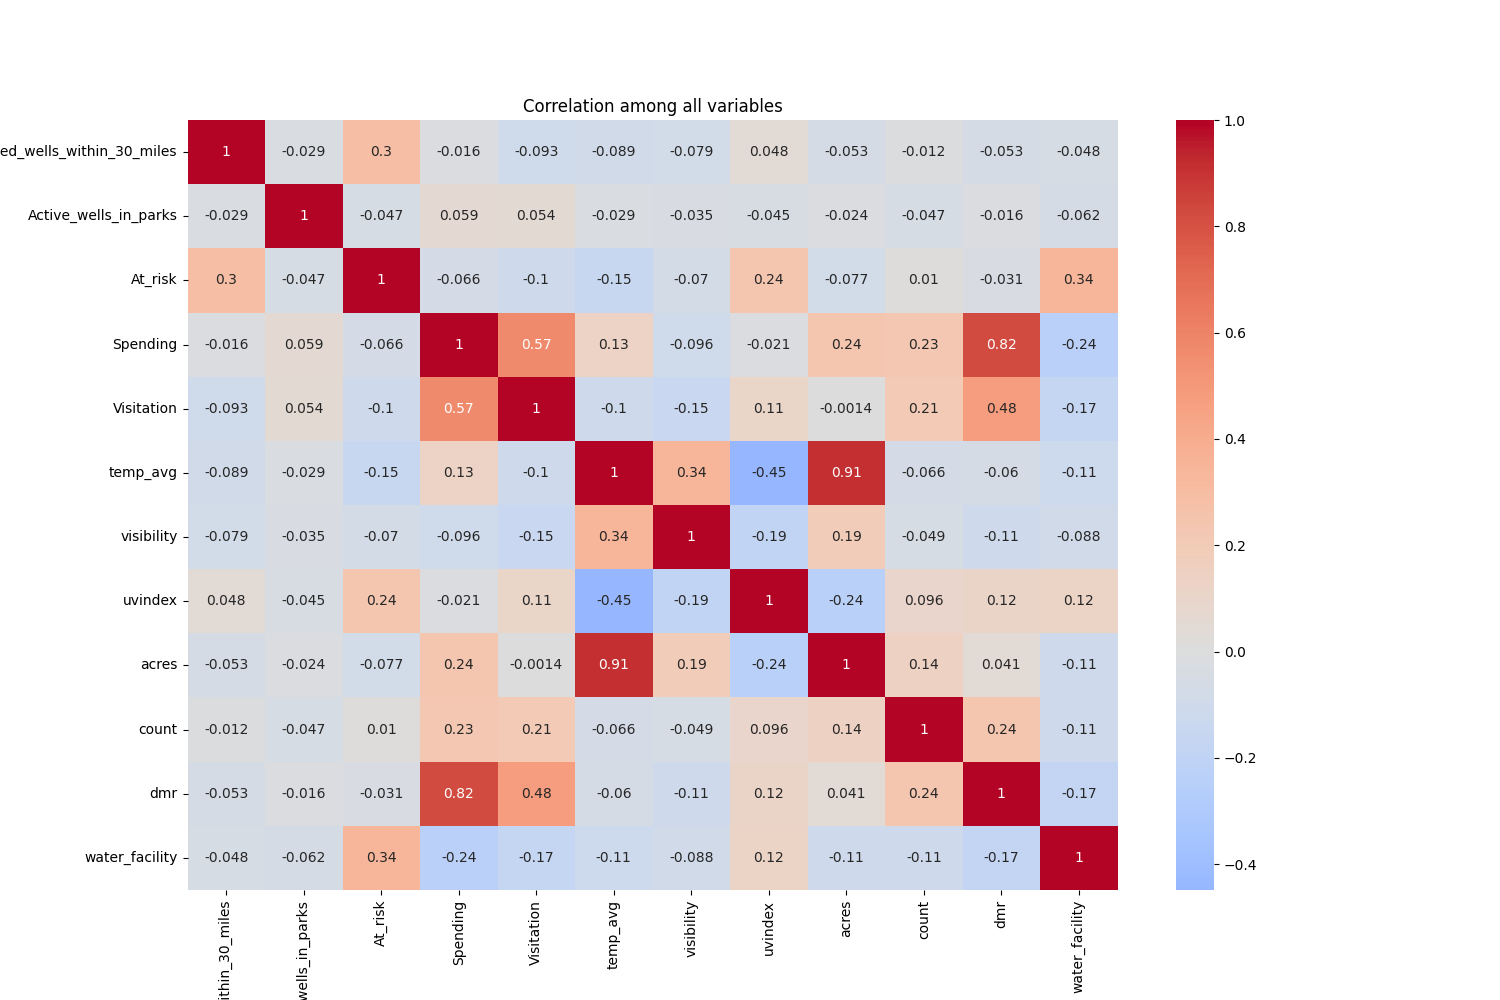 Correlation among all variables
ed_wells_within_30_miles 1 -0.029 0.3 -0.016 -0.093 -0.089 -0.079 0.048 -0.053 -0.012 -0.053 -0.048
Active_wells_in_parks -0.029 1 -0.047 0.059 0.054 -0.029 -0.035 -0.045 -0.024 -0.047 -0.016 -0.062
At_risk 0.3 -0.047 1 -0.066 -0.1 -0.15 -0.07 0.24 -0.077 0.01 -0.031 0.34
Spending -0.016 0.059 -0.066 1 0.57 0.13 -0.096 -0.021 0.24 0.23 0.82 -0.24
Visitation -0.093 0.054 -0.1 0.57 1 -0.1 -0.15 0.11 -0.0014 0.21 0.48 -0.17
temp_avg -0.089 -0.029 -0.15 0.13 -0.1 1 0.34 -0.45 0.91 -0.066 -0.06 -0.11
visibility -0.079 -0.035 -0.07 -0.096 -0.15 0.34 1 -0.19 0.19 -0.049 -0.11 -0.088
uvindex 0.048 -0.045 0.24 -0.021 0.11 -0.45 -0.19 1 -0.24 0.096 0.12 0.12
acres -0.053 -0.024 -0.077 0.24 -0.0014 0.91 0.19 -0.24 1 0.14 0.041 -0.11
count -0.012 -0.047 0.01 0.23 0.21 -0.066 -0.049 0.096 0.14 1 0.24 -0.11
dmr -0.053 -0.016 -0.031 0.82 0.48 -0.06 -0.11 0.12 0.041 0.24 1 -0.17
water_facility -0.048 -0.062 0.34 -0.24 -0.17 -0.11 -0.088 0.12 -0.11 -0.11 -0.17 1
ithin_30_miles
wells_in_parks
At_risk
Spending
Visitation
temp_avg
visibility
uvindex
acres
count
dmr
water_facility
1.0
0.8
0.6
0.4
0.2
0.0
−0.2
−0.4